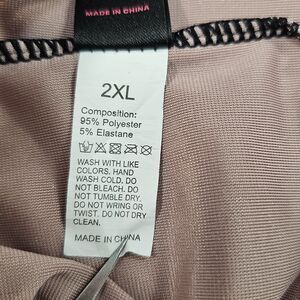 MADE IN CHINA
2XL
Composition:
95% Polyester
5% Elastane
WASH WITH LIKE
COLORS. HAND
WASH COLD. DO
NOT BLEACH. DO
NOT TUMBLE DRY.
DO NOT WRING OR
TWIST. DO NOT DRY
CLEAN.
MADE IN CHINA